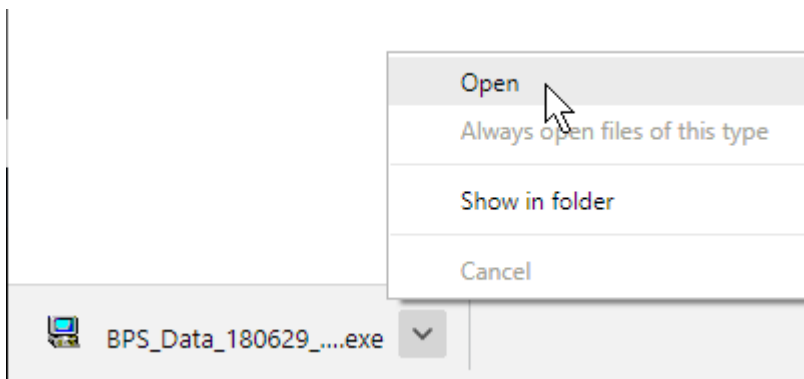 Open
Always open files of this type
Show in folder
Cancel
BPS_Data_180629_....exe